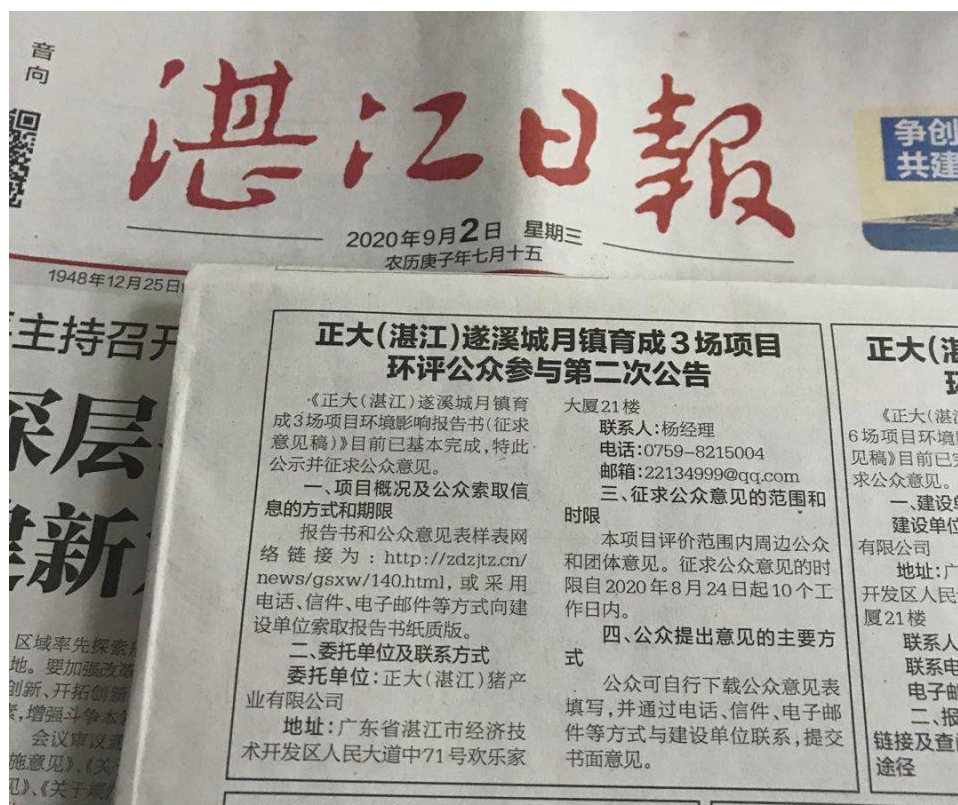 音
向
湛江日報
争创
共建
2020年9月2日 星期三
农历庚子年七月十五
1948年12月25日
主持召开
深层
建新
区域率先探索
地。要加强改革
创新、开拓创新
增强斗争本领
会议审议
施意见》、《关
见》、《关于
正大(湛江)遂溪城月镇育成3场项目
环评公众参与第二次公告
《正大(湛江)遂溪城月镇育
成3场项目环境影响报告书(征求
意见稿)》目前已基本完成,特此
公示并征求公众意见。
一、项目概况及公众索取信
息的方式和期限
报告书和公众意见表样表网
络链接为:http://zdzjtz.cn/
news/gsxw/140.html,或采用
电话、信件、电子邮件等方式向建
设单位索取报告书纸质版。
二、委托单位及联系方式
委托单位:正大(湛江)猪产
业有限公司
地址:广东省湛江市经济技
术开发区人民大道中71号欢乐家
大厦21楼
联系人:杨经理
电话:0759-8215004
邮箱:22134999@qq.com
三、征求公众意见的范围和
时限
本项目评价范围内周边公众
和团体意见。征求公众意见的时
限自2020年8月24日起10个工
作日内。
四、公众提出意见的主要方
式
公众可自行下载公众意见表
填写,并通过电话、信件、电子邮
件等方式与建设单位联系,提交
书面意见。
正大(湛
环
《正大(湛江
6场项目环境
见稿)》目前已
求公众意见。
一、建设单
建设单位
有限公司
地址:广
开发区人民
厦21楼
联系人
联系电
电子邮
二、报
链接及查阅
途径